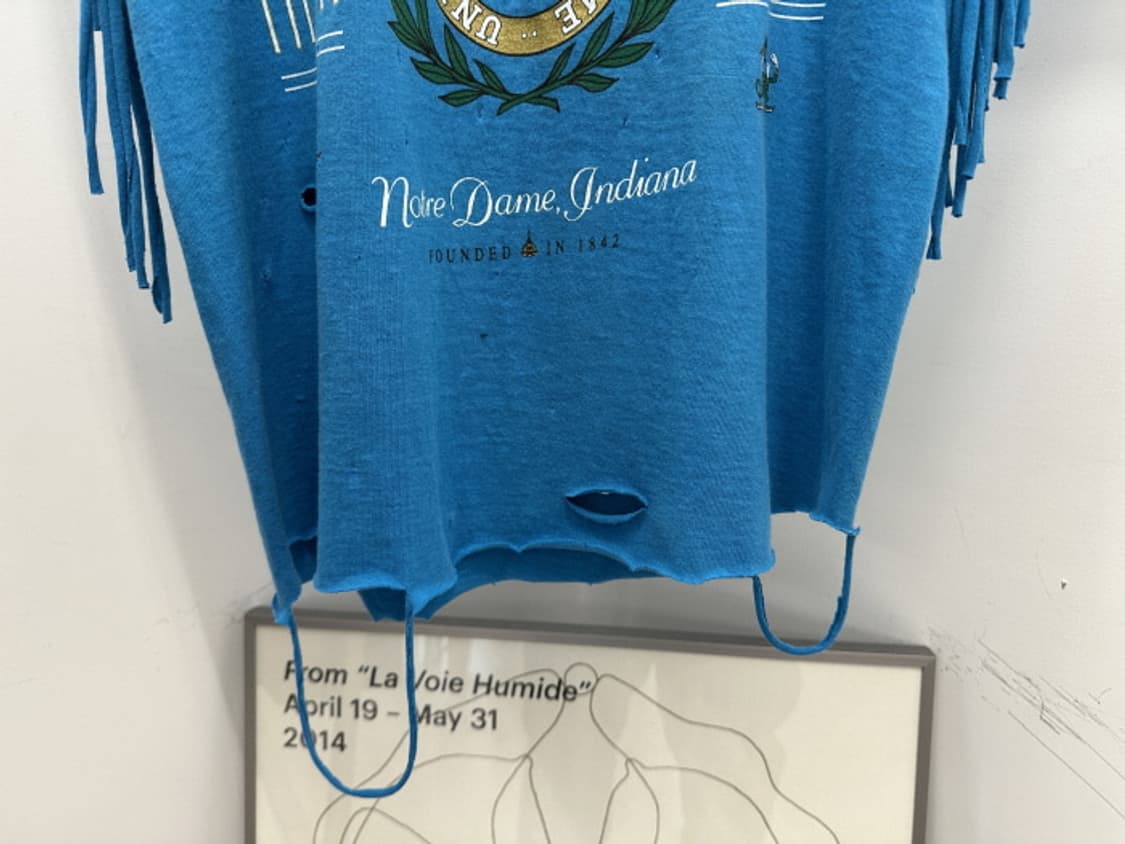 Notre Dame, Indiana
FOUNDED IN 1842
From "La Voie Humide"
April 19 – May 31
2014